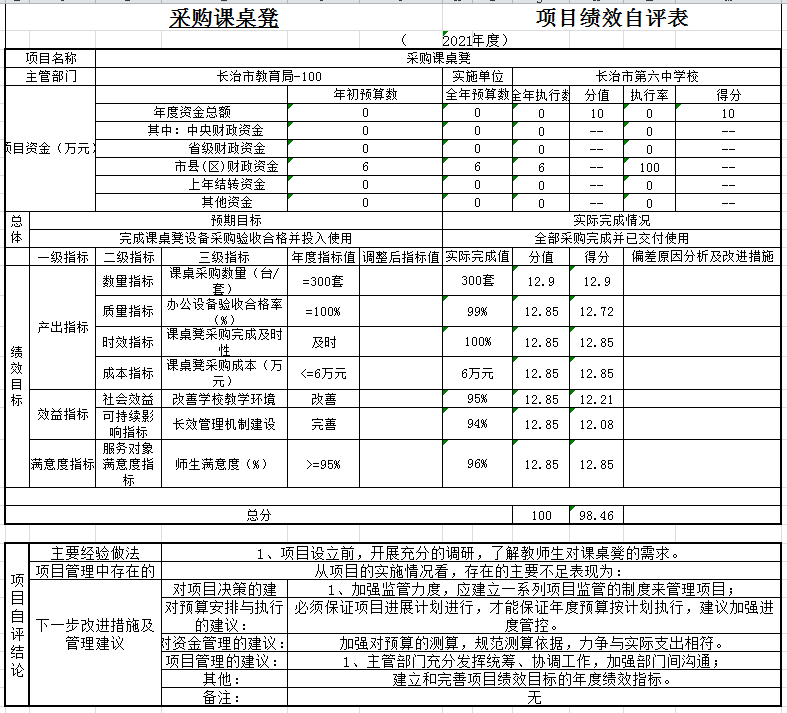 采购课桌凳 项目绩效自评表
( 2021年度)
项目名称 采购课桌凳
主管部门 长治市教育局-100 实施单位 长治市第六中学校
项目资金(万元) 年初预算数 全年预算数 全年执行数 分值 执行率 得分
年度资金总额 0 0 0 10 0 10
其中:中央财政资金 0 0 0 -- 0 --
省级财政资金 0 0 0 -- 0 --
市县(区)财政资金 6 6 6 -- 100 --
上年结转资金 0 0 0 -- 0 --
其他资金 0 0 0 -- 0 --
总体 预期目标 实际完成情况
完成课桌凳设备采购验收合格并投入使用 全部采购完成并已交付使用
绩效目标 一级指标 二级指标 三级指标 年度指标值 调整后指标值 实际完成值 分值 得分 偏差原因分析及改进措施
产出指标 数量指标 课桌采购数量(台/套) =300套 300套 12.9 12.9
质量指标 办公设备验收合格率(%) =100% 99% 12.85 12.72
时效指标 课桌凳采购完成及时性 及时 100% 12.85 12.85
成本指标 课桌凳采购成本(万元) <=6万元 6万元 12.85 12.85
效益指标 社会效益 改善学校教学环境 改善 95% 12.85 12.21
可持续影响指标 长效管理机制建设 完善 94% 12.85 12.08
满意度指标 服务对象满意度指标 师生满意度(%) >=95% 96% 12.85 12.85
总分 100 98.46
项目自评结论 主要经验做法 1、项目设立前,开展充分的调研,了解教师生对课桌凳的需求。
项目管理中存在的 从项目的实施情况看,存在的主要不足表现为:
下一步改进措施及管理建议 对项目决策的建 1、加强监管力度,应建立一系列项目监管的制度来管理项目;
对预算安排与执行的建议: 必须保证项目进展计划进行,才能保证年度预算按计划执行,建议加强进度管控。
对资金管理的建议: 加强对预算的测算,规范测算依据,力争与实际支出相符。
项目管理的建议: 1、主管部门充分发挥统筹、协调工作,加强部门间沟通;
其他: 建立和完善项目绩效目标的年度绩效指标。
备注: 无